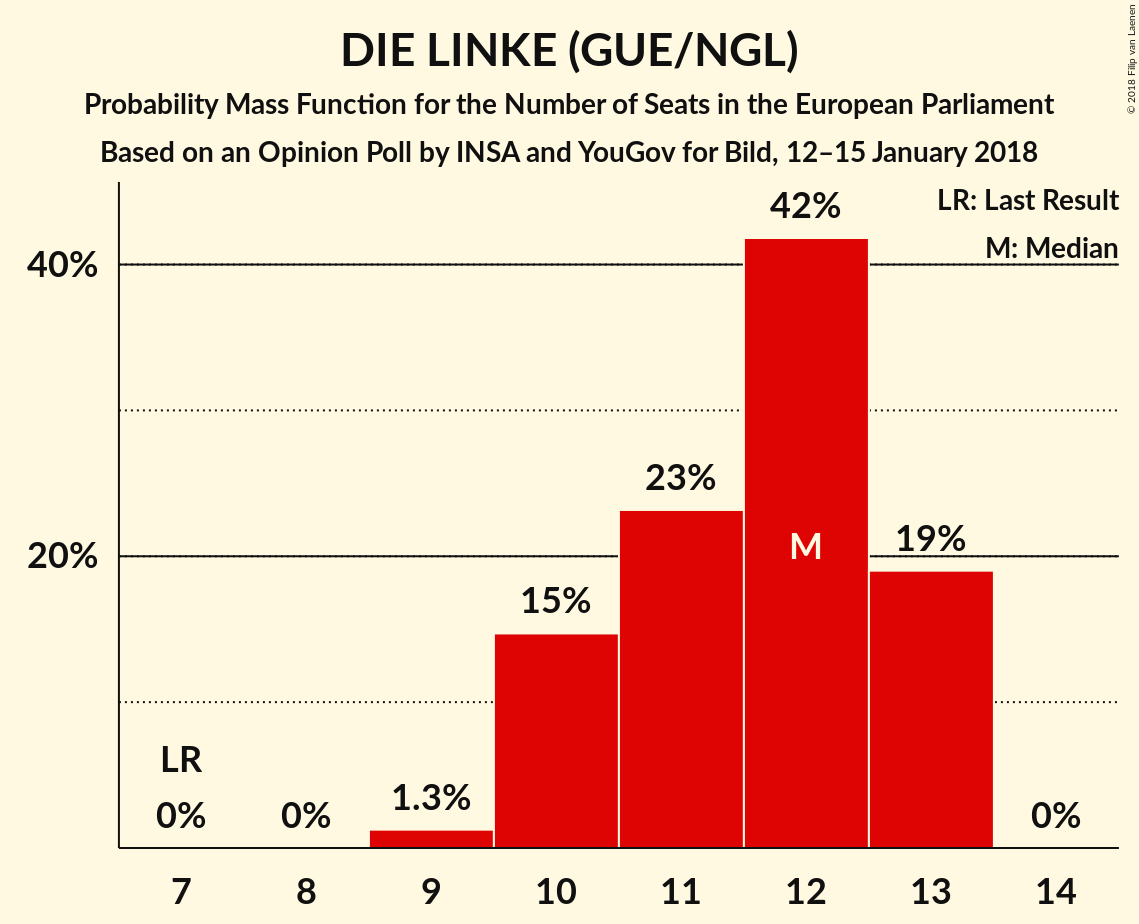 DIE LINKE (GUE/NGL)
Probability Mass Function for the Number of Seats in the European Parliament
Based on an Opinion Poll by INSA and YouGov for Bild, 12–15 January 2018
© 2018 Filip van Laenen
LR: Last Result
M: Median
40%
20%
LR
0%
0%
1.3%
15%
23%
42%
M
19%
0%
7 8 9 10 11 12 13 14